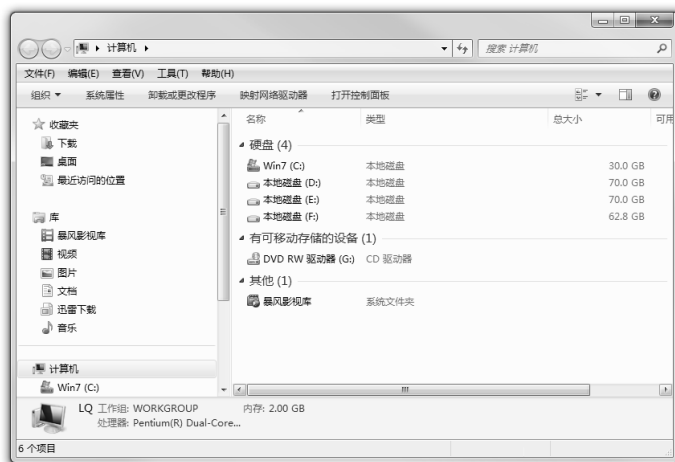 计算机
搜索 计算机
文件(F) 编辑(E) 查看(V) 工具(T) 帮助(H)
组织 系统属性 卸载或更改程序 映射网络驱动器 打开控制面板
收藏夹
下载
桌面
最近访问的位置
库
暴风影视库
视频
图片
文档
迅雷下载
音乐
计算机
Win7 (C:)
名称 类型 总大小 可用
硬盘 (4)
Win7 (C:) 本地磁盘 30.0 GB
本地磁盘 (D:) 本地磁盘 70.0 GB
本地磁盘 (E:) 本地磁盘 70.0 GB
本地磁盘 (F:) 本地磁盘 62.8 GB
有可移动存储的设备 (1)
DVD RW 驱动器 (G:) CD 驱动器
其他 (1)
暴风影视库 系统文件夹
LQ 工作组: WORKGROUP 内存: 2.00 GB
处理器: Pentium(R) Dual-Core...
6 个项目